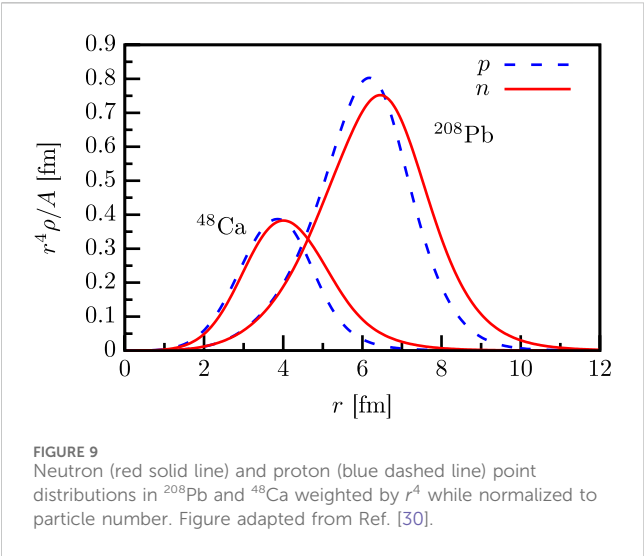 0.9
0.8
0.7
0.6
0.5
0.4
0.3
0.2
0.1
0
r⁴ρ/A [fm]
p
n
²⁰⁸Pb
⁴⁸Ca
0 2 4 6 8 10 12
r [fm]
FIGURE 9
Neutron (red solid line) and proton (blue dashed line) point
distributions in ²⁰⁸Pb and ⁴⁸Ca weighted by r⁴ while normalized to
particle number. Figure adapted from Ref. [30].